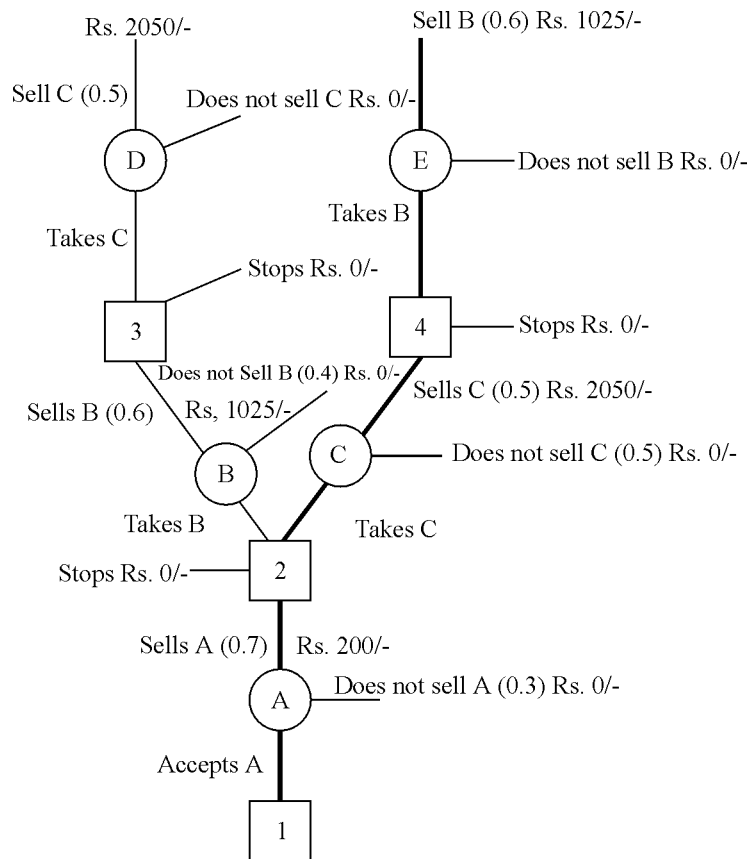 Sell B (0.6) Rs. 1025/-
Rs. 2050/-
Sell C (0.5)
Does not sell C Rs. 0/-
D
E
Does not sell B Rs. 0/-
Takes C
Takes B
Stops Rs. 0/-
3
4
Stops Rs. 0/-
Does not Sell B (0.4) Rs. 0/-
Sells C (0.5) Rs. 2050/-
Sells B (0.6)
Rs, 1025/-
B
C
Does not sell C (0.5) Rs. 0/-
Takes B
Takes C
Stops Rs. 0/-
2
Sells A (0.7)
Rs. 200/-
Does not sell A (0.3) Rs. 0/-
A
Accepts A
1